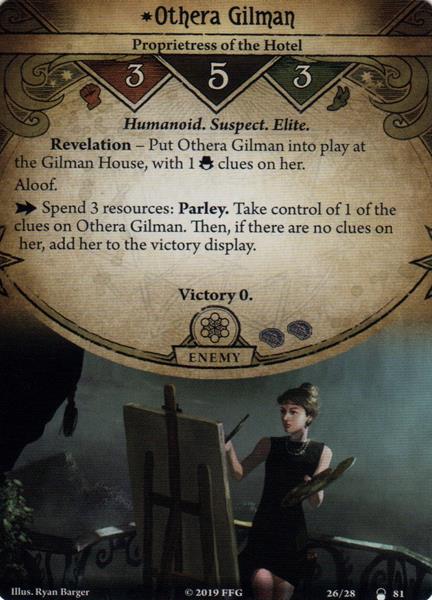 Othera Gilman
Proprietress of the Hotel
3 5 3
Humanoid. Suspect. Elite.
Revelation – Put Othera Gilman into play at
the Gilman House, with 1 clues on her.
Aloof.
Spend 3 resources: Parley. Take control of 1 of the
clues on Othera Gilman. Then, if there are no clues on
her, add her to the victory display.
Victory 0.
ENEMY
Illus. Ryan Barger © 2019 FFG 26/28 81